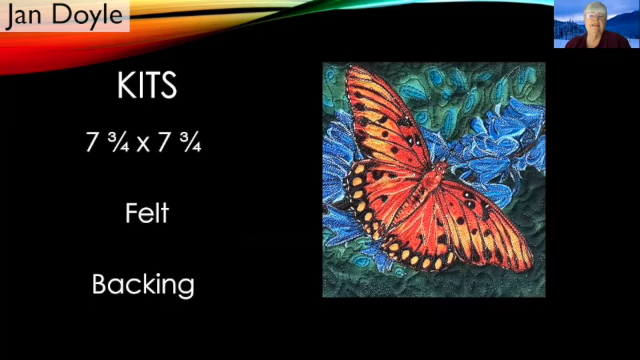 Jan Doyle
KITS
7 ¾ x 7 ¾
Felt
Backing